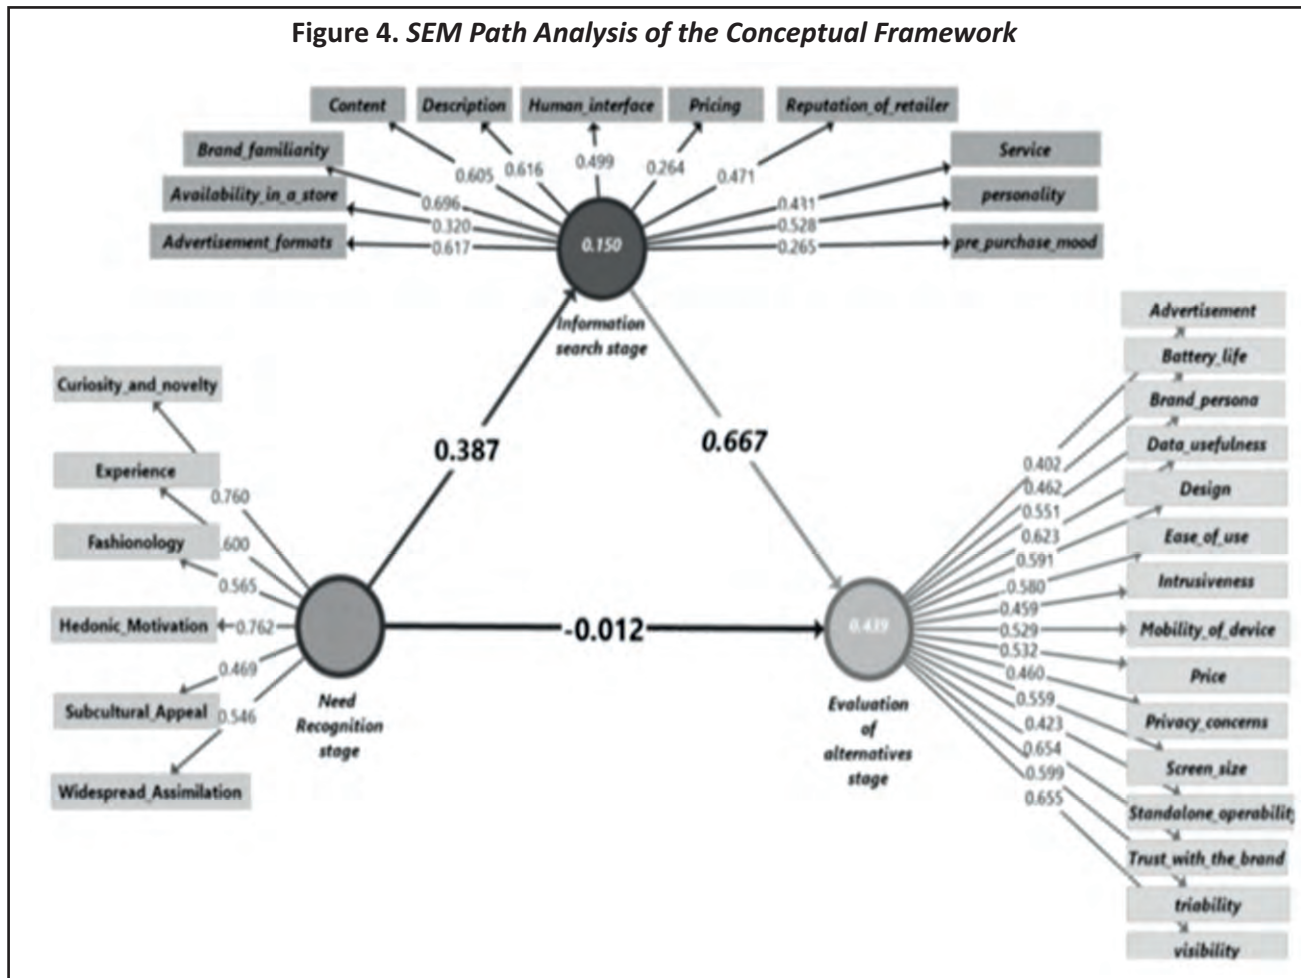 Figure 4. SEM Path Analysis of the Conceptual Framework
Content Description Human_interface Pricing Reputation_of_retailer
Brand_familiarity
Service
Availability_in_a_store
personality
Advertisement_formats
pre_purchase_mood
0.605
0.616
0.499
0.264
0.471
0.696
0.320
0.617
0.431
0.528
0.265
0.150
Information
search stage
Curiosity_and_novelty
Experience
Fashionology
Hedonic_Motivation
Subcultural_Appeal
Widespread_Assimilation
0.760
.600
0.565
0.762
0.469
0.546
Need
Recognition
stage
0.387
0.667
-0.012
0.439
Evaluation
of
alternatives
stage
0.402
0.462
0.551
0.623
0.591
0.580
0.459
0.529
0.532
0.460
0.559
0.423
0.654
0.599
0.655
Advertisement
Battery_life
Brand_persona
Data_usefulness
Design
Ease_of_use
Intrusiveness
Mobility_of_device
Price
Privacy_concerns
Screen_size
Standalone_operability
Trust_with_the_brand
triability
visibility